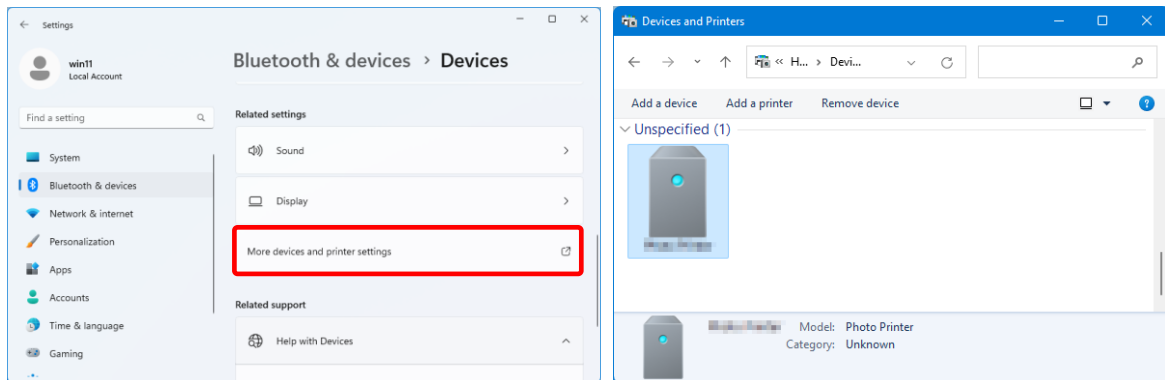 Settings
win11
Local Account
Find a setting
System
Bluetooth & devices
Network & internet
Personalization
Apps
Accounts
Time & language
Gaming
Bluetooth & devices > Devices
Related settings
Sound
Display
More devices and printer settings
Related support
Help with Devices
Devices and Printers
« H... > Devi...
Add a device Add a printer Remove device
Unspecified (1)
Model: Photo Printer
Category: Unknown